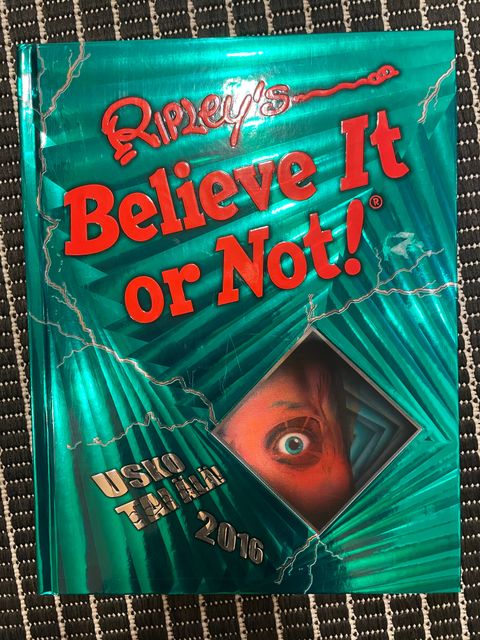 Ripley's
Believe It
or Not!®
USKO
TAI ÄLÄ!
2016